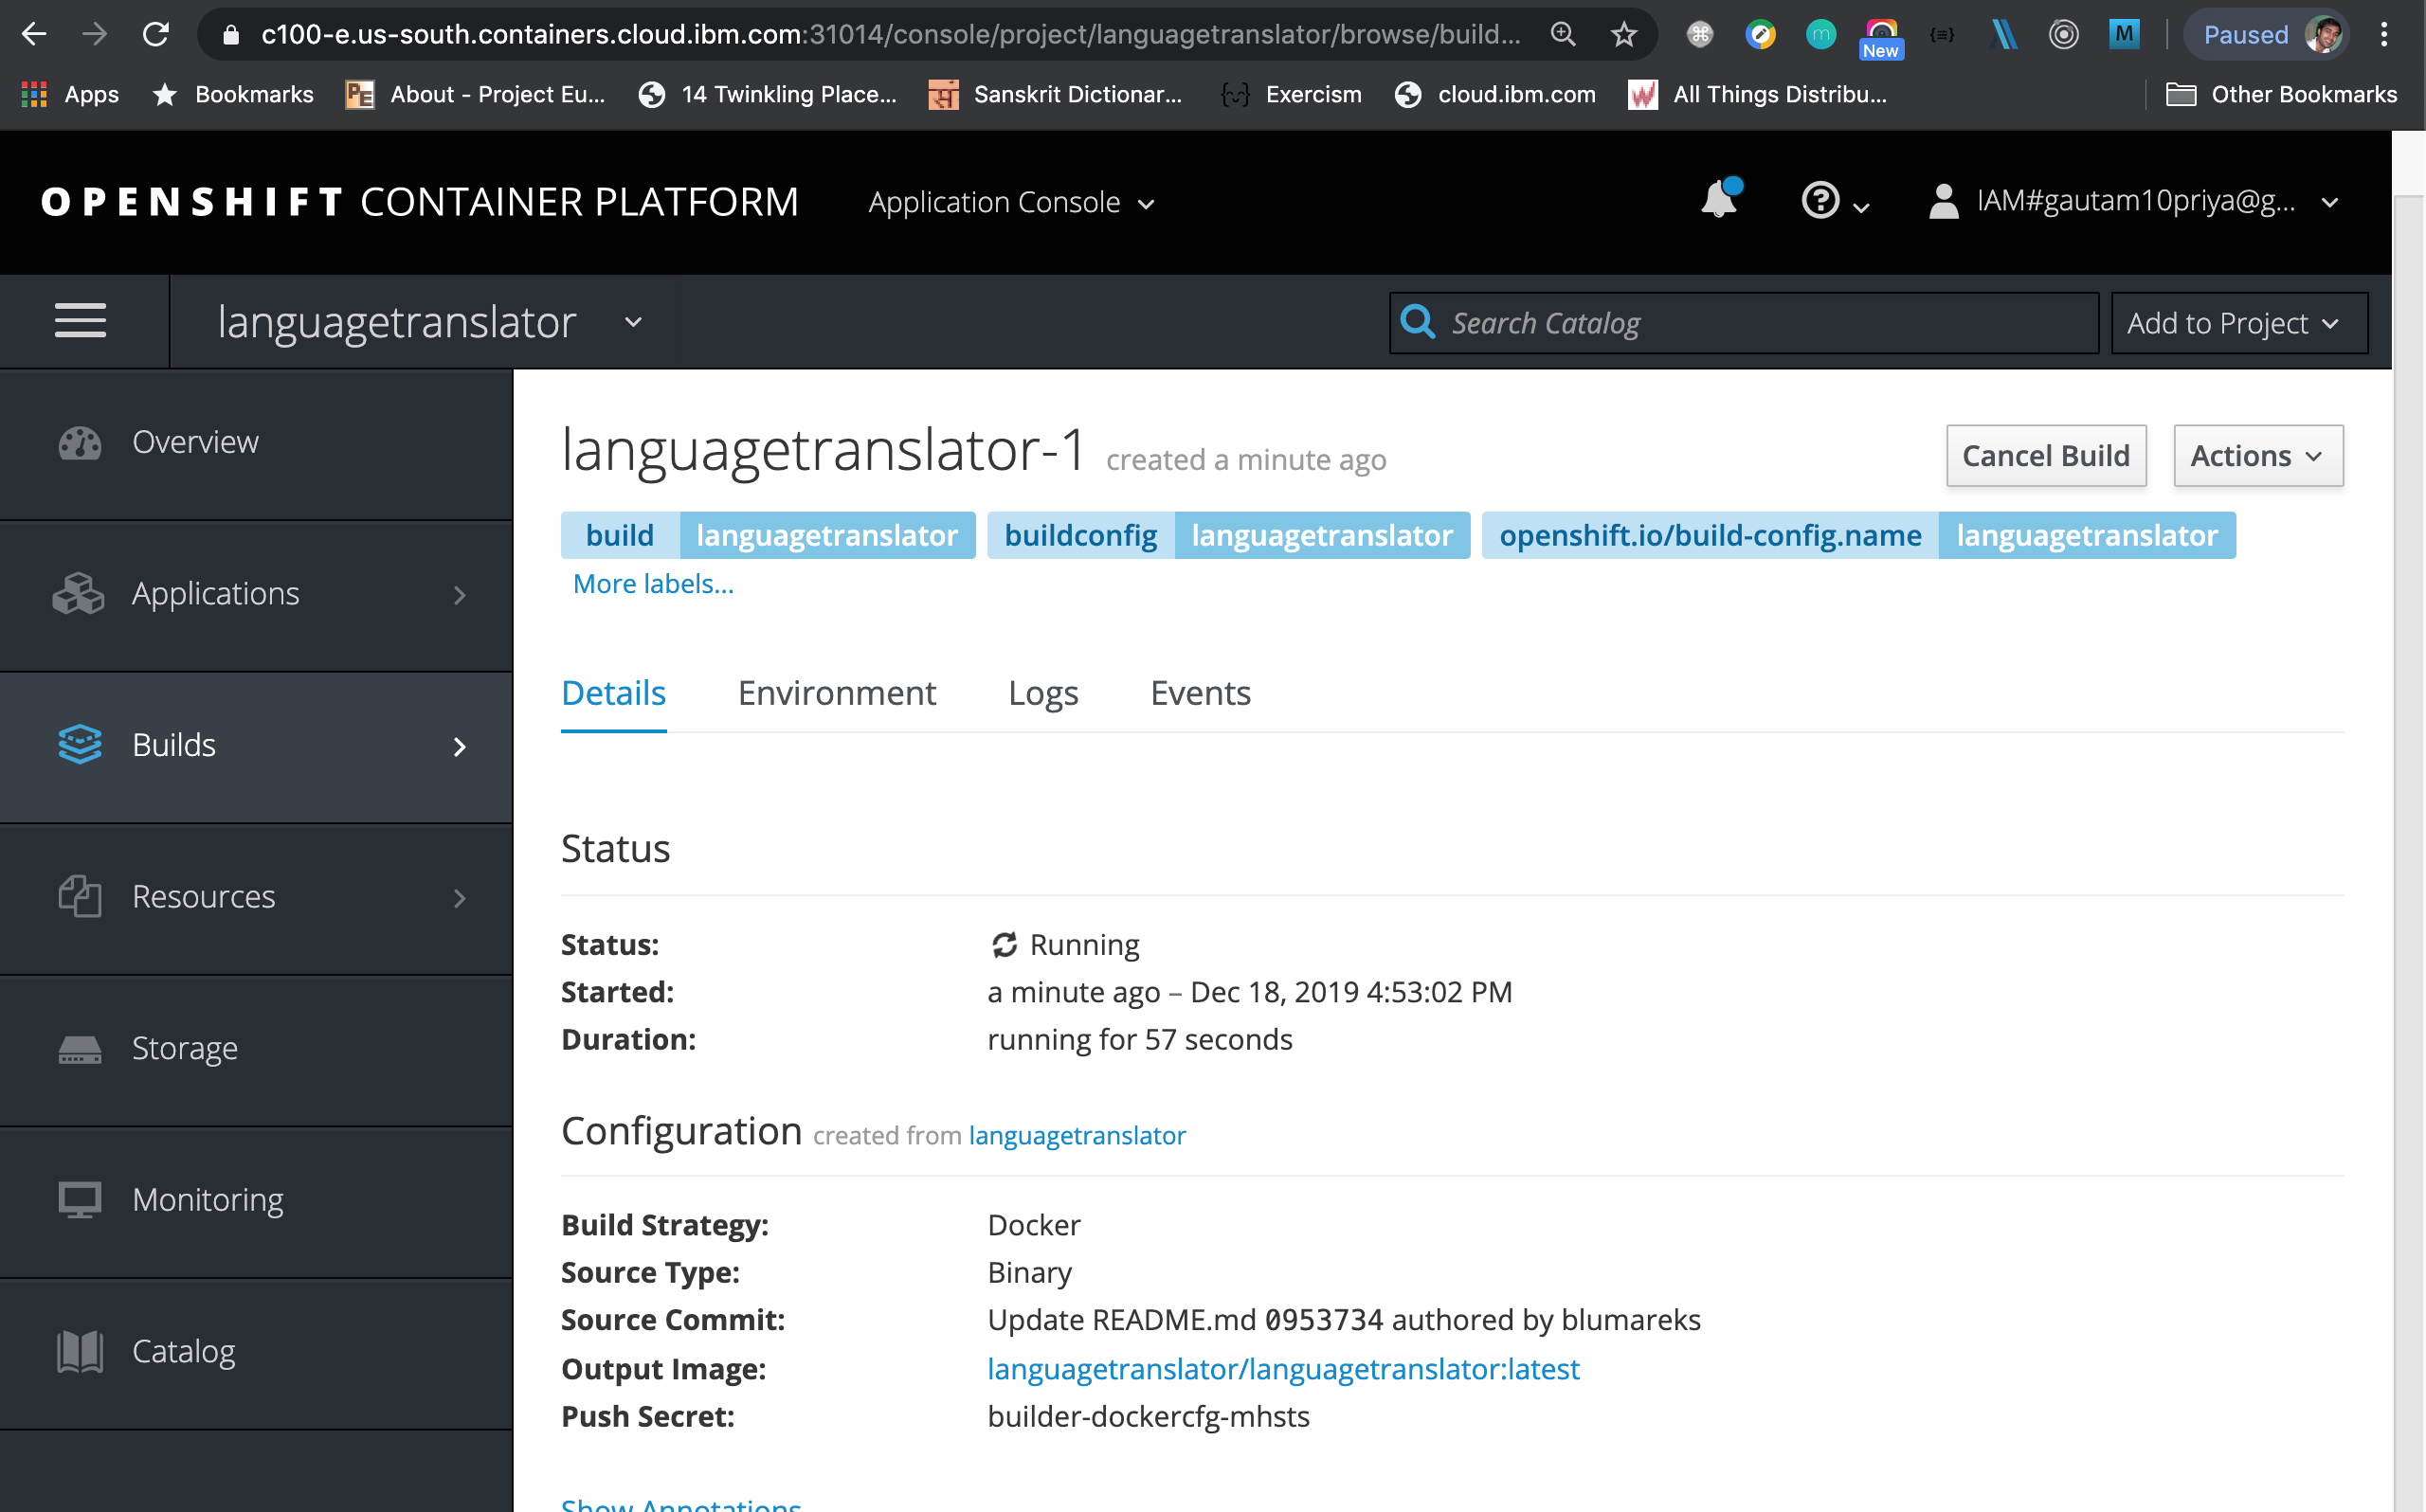 c100-e.us-south.containers.cloud.ibm.com:31014/console/project/languagetranslator/browse/build...
New
M
Paused
Apps
Bookmarks
PE About - Project Eu...
14 Twinkling Place...
Sanskrit Dictionar...
Exercism
cloud.ibm.com
All Things Distribu...
Other Bookmarks
OPENSHIFT CONTAINER PLATFORM
Application Console
IAM#gautam10priya@g...
languagetranslator
Search Catalog
Add to Project
Overview
Applications
Builds
Resources
Storage
Monitoring
Catalog
languagetranslator-1 created a minute ago
Cancel Build
Actions
build languagetranslator
buildconfig languagetranslator
openshift.io/build-config.name languagetranslator
More labels...
Details Environment Logs Events
Status
Status: Running
Started: a minute ago – Dec 18, 2019 4:53:02 PM
Duration: running for 57 seconds
Configuration created from languagetranslator
Build Strategy: Docker
Source Type: Binary
Source Commit: Update README.md 0953734 authored by blumareks
Output Image: languagetranslator/languagetranslator:latest
Push Secret: builder-dockercfg-mhsts
Show Annotations